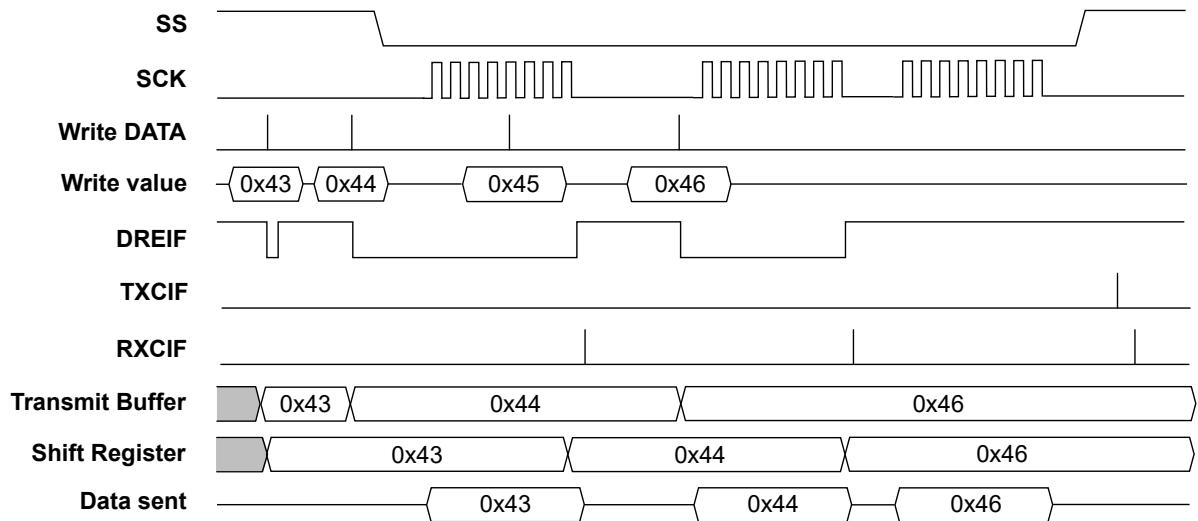 SS
SCK
Write DATA
Write value 0x43 0x44 0x45 0x46
DREIF
TXCIF
RXCIF
Transmit Buffer 0x43 0x44 0x46
Shift Register 0x43 0x44 0x46
Data sent 0x43 0x44 0x46